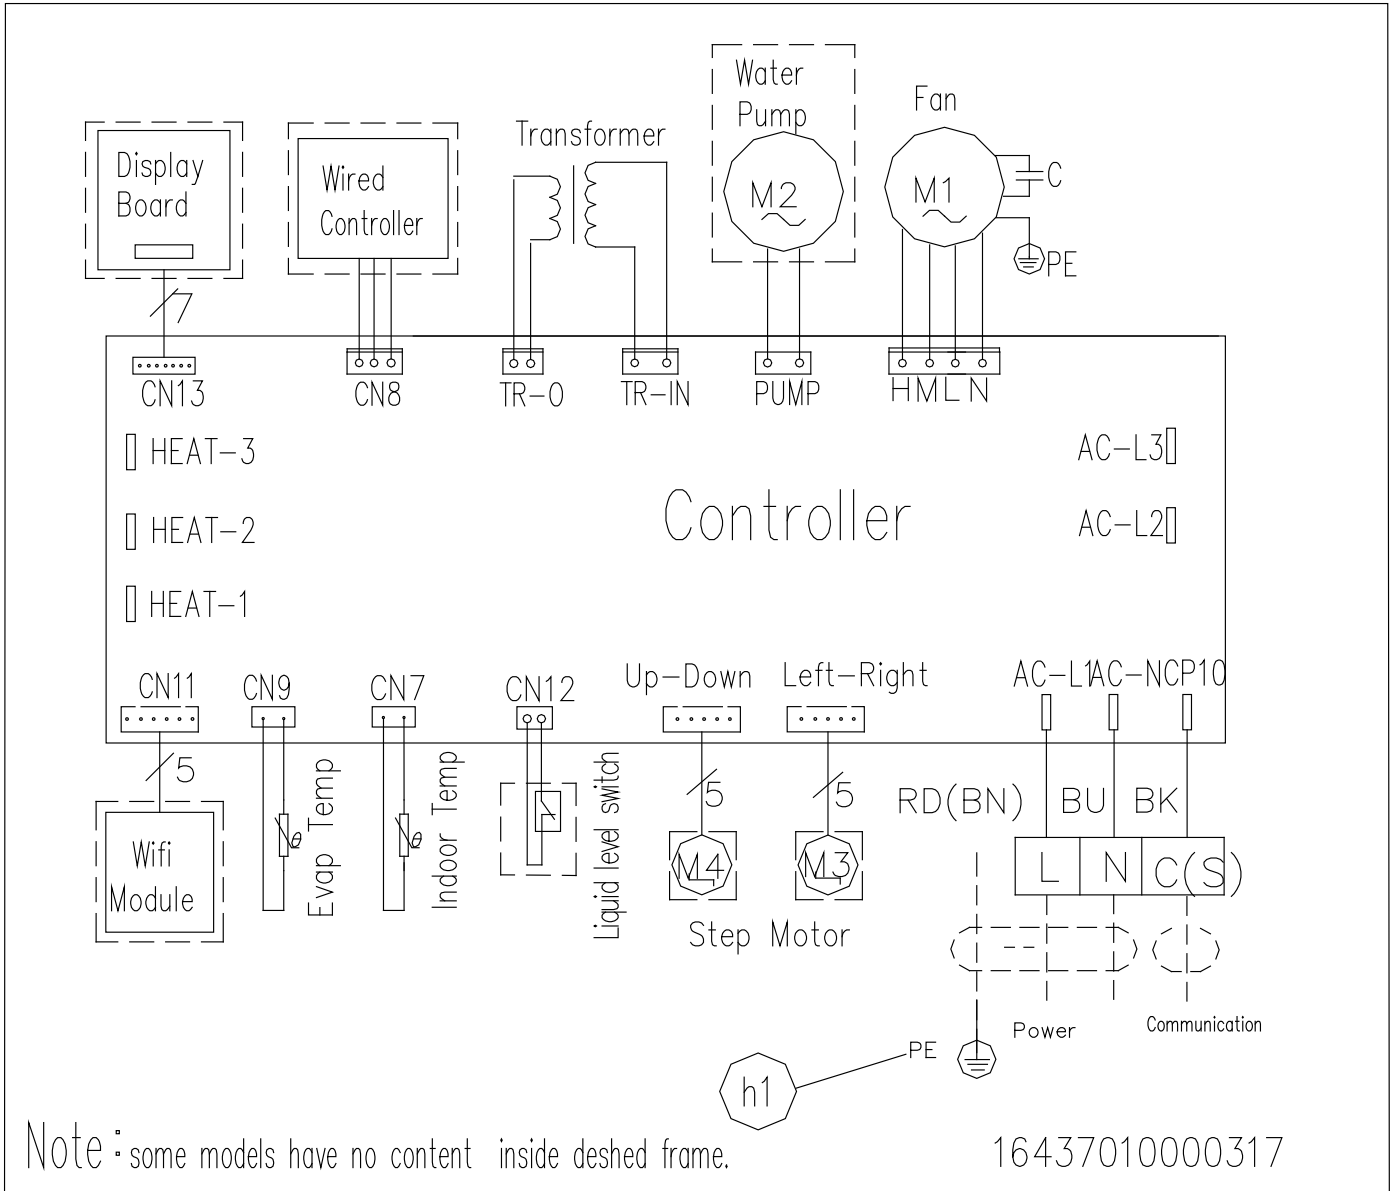 Water
Pump
Fan
Transformer
Display
Board
Wired
Controller
M2
M1
C
PE
7
CN13
CN8
TR-O
TR-IN
PUMP
H M L N
HEAT-3
AC-L3
Controller
HEAT-2
AC-L2
HEAT-1
CN11
CN9
CN7
CN12
Up-Down
Left-Right
AC-L1
AC-N
CP10
5
Evap Temp
Indoor Temp
Liquid level switch
5
5
RD(BN)
BU
BK
Wifi
Module
θ
θ
M4
M3
L
N
C(S)
Step Motor
Power
Communication
PE
h1
Note: some models have no content inside deshed frame.
16437010000317